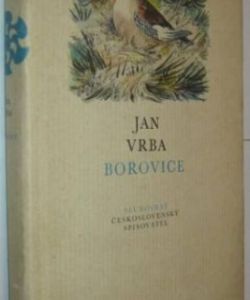 JAN
VRBA
BOROVICE
ČESKOSLOVENSKÝ
SPISOVATEL